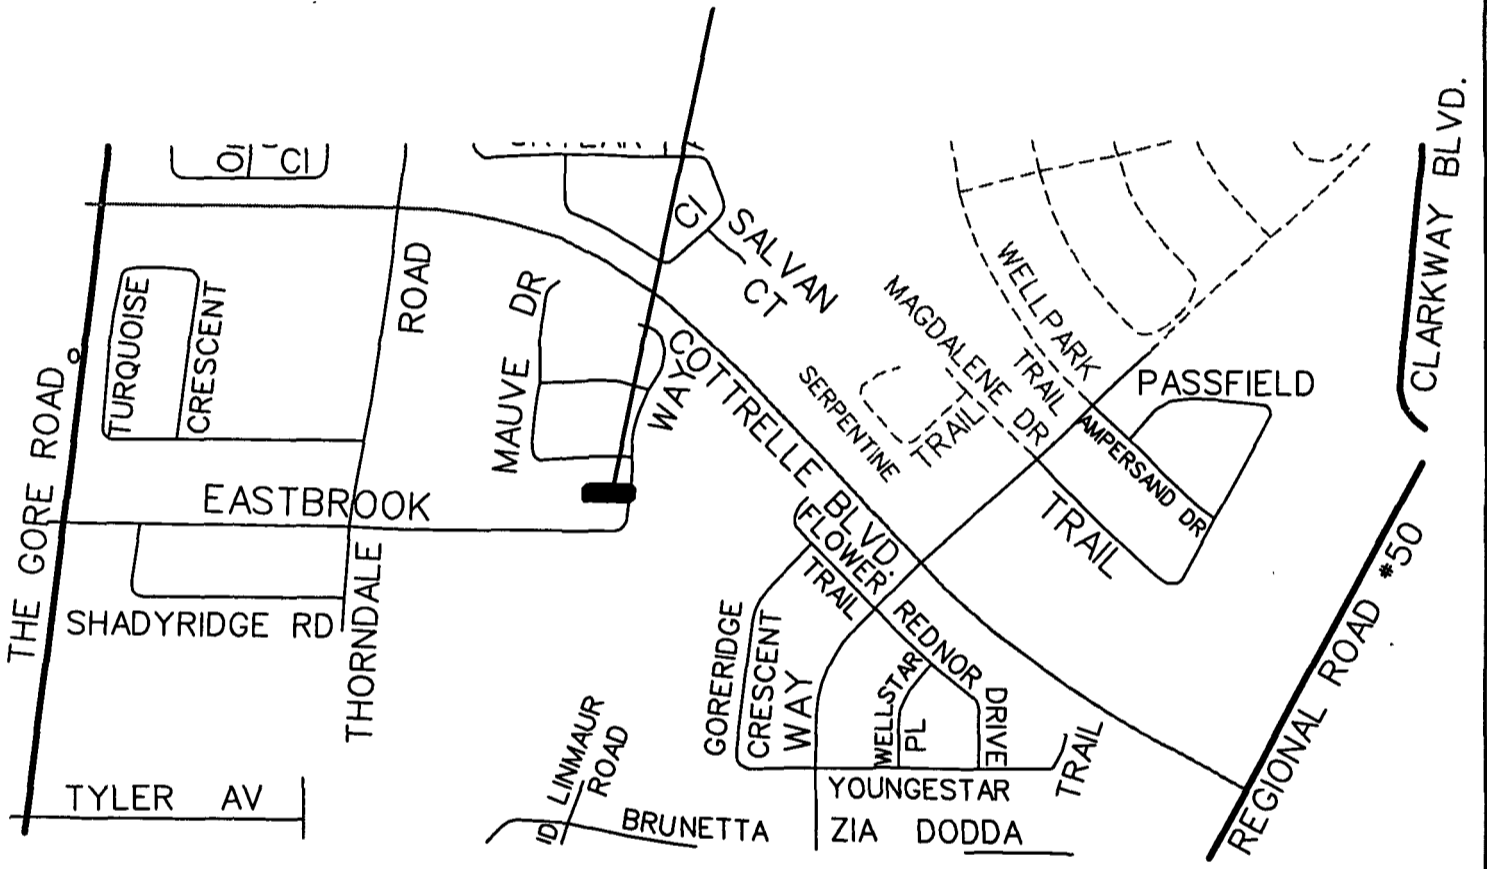 CI
CI
SALVAN
CT
CLARKWAY BLVD.
ROAD
MAUVE DR
WAY
TURQUOISE
CRESCENT
THE GORE ROAD
EASTBROOK
SHADYRIDGE RD
THORNDALE
TYLER AV
COTTRELLE BLVD.
WELLPARK
TRAIL
MAGDALENE DR
SERPENTINE
TRAIL
PASSFIELD
TRAIL
AMPERSAND DR
FLOWER
TRAIL
REDNOR
DRIVE
GORERIDGE
CRESCENT
WAY
WELLSTAR
PL
YOUNGESTAR
TRAIL
ZIA DODDA
LINMAUR
ROAD
BRUNETTA
REGIONAL ROAD #50